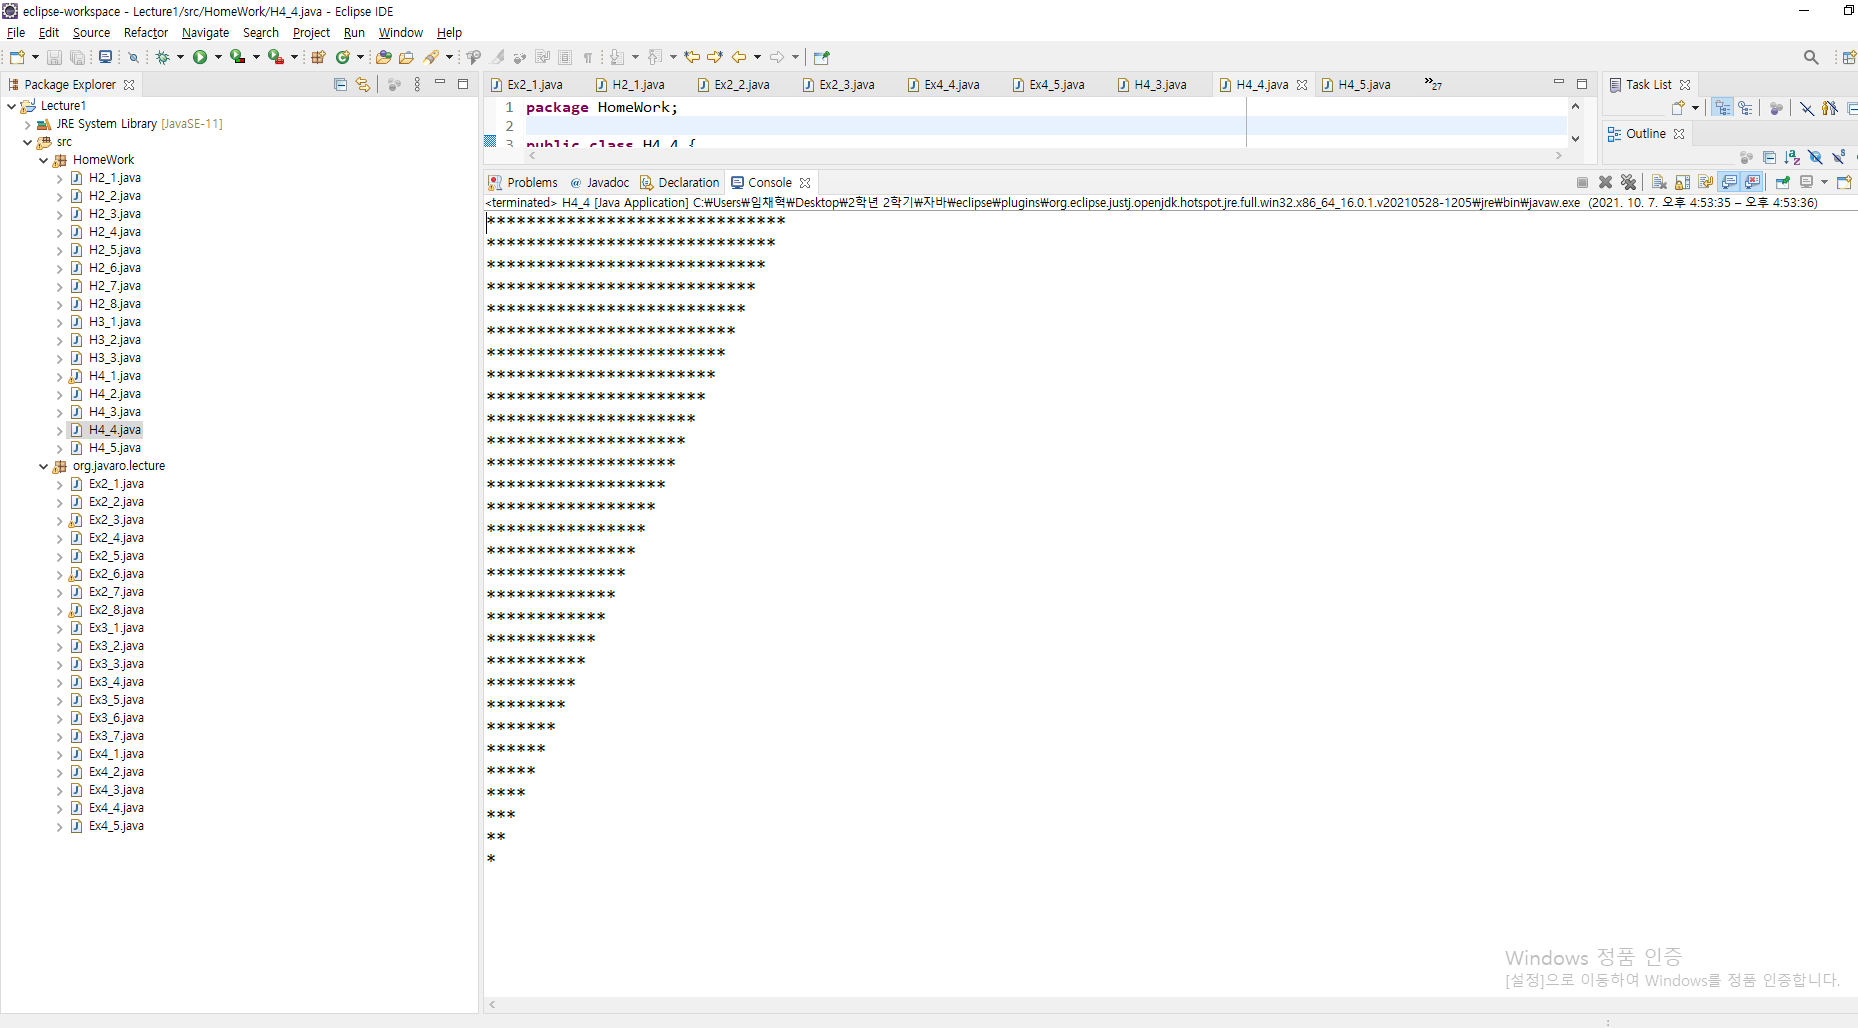 eclipse-workspace - Lecture1/src/HomeWork/H4_4.java - Eclipse IDE
File Edit Source Refactor Navigate Search Project Run Window Help
Package Explorer
Lecture1
JRE System Library [JavaSE-11]
src
HomeWork
H2_1.java
H2_2.java
H2_3.java
H2_4.java
H2_5.java
H2_6.java
H2_7.java
H2_8.java
H3_1.java
H3_2.java
H3_3.java
H4_1.java
H4_2.java
H4_3.java
H4_4.java
H4_5.java
org.javaro.lecture
Ex2_1.java
Ex2_2.java
Ex2_3.java
Ex2_4.java
Ex2_5.java
Ex2_6.java
Ex2_7.java
Ex2_8.java
Ex3_1.java
Ex3_2.java
Ex3_3.java
Ex3_4.java
Ex3_5.java
Ex3_6.java
Ex3_7.java
Ex4_1.java
Ex4_2.java
Ex4_3.java
Ex4_4.java
Ex4_5.java
Ex2_1.java H2_1.java Ex2_2.java Ex2_3.java Ex4_4.java Ex4_5.java H4_3.java H4_4.java H4_5.java »27
1 package HomeWork;
2
3 public class H4_4 {
Problems @ Javadoc Declaration Console
<terminated> H4_4 [Java Application] C:₩Users₩임채혁₩Desktop₩2학년 2학기₩자바₩eclipse₩plugins₩org.eclipse.justj.openjdk.hotspot.jre.full.win32.x86_64_16.0.1.v20210528-1205₩jre₩bin₩javaw.exe (2021. 10. 7. 오후 4:53:35 – 오후 4:53:36)
******************************
*****************************
****************************
***************************
**************************
*************************
************************
***********************
**********************
*********************
********************
*******************
******************
*****************
****************
***************
**************
*************
************
***********
**********
*********
********
*******
******
*****
****
***
**
*
Task List
Outline
Windows 정품 인증
[설정]으로 이동하여 Windows를 정품 인증합니다.